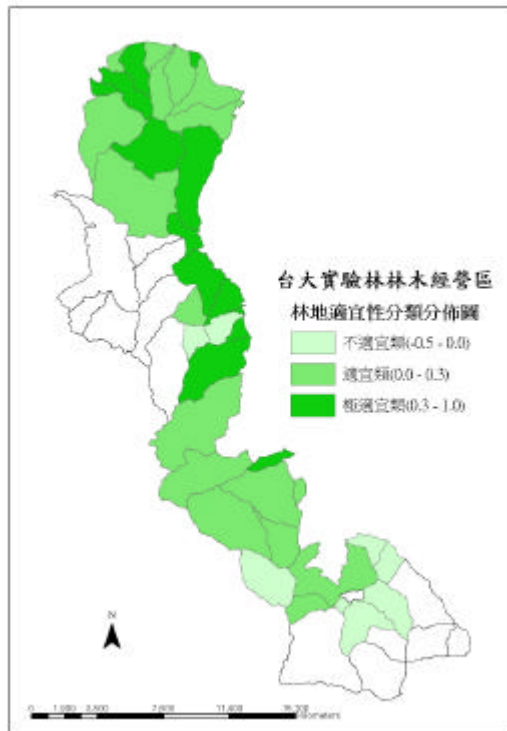 台大實驗林林木經營區
林地適宜性分類分佈圖
不適宜類(-0.5 - 0.0)
適宜類(0.0 - 0.3)
極適宜類(0.3 - 1.0)
N
0